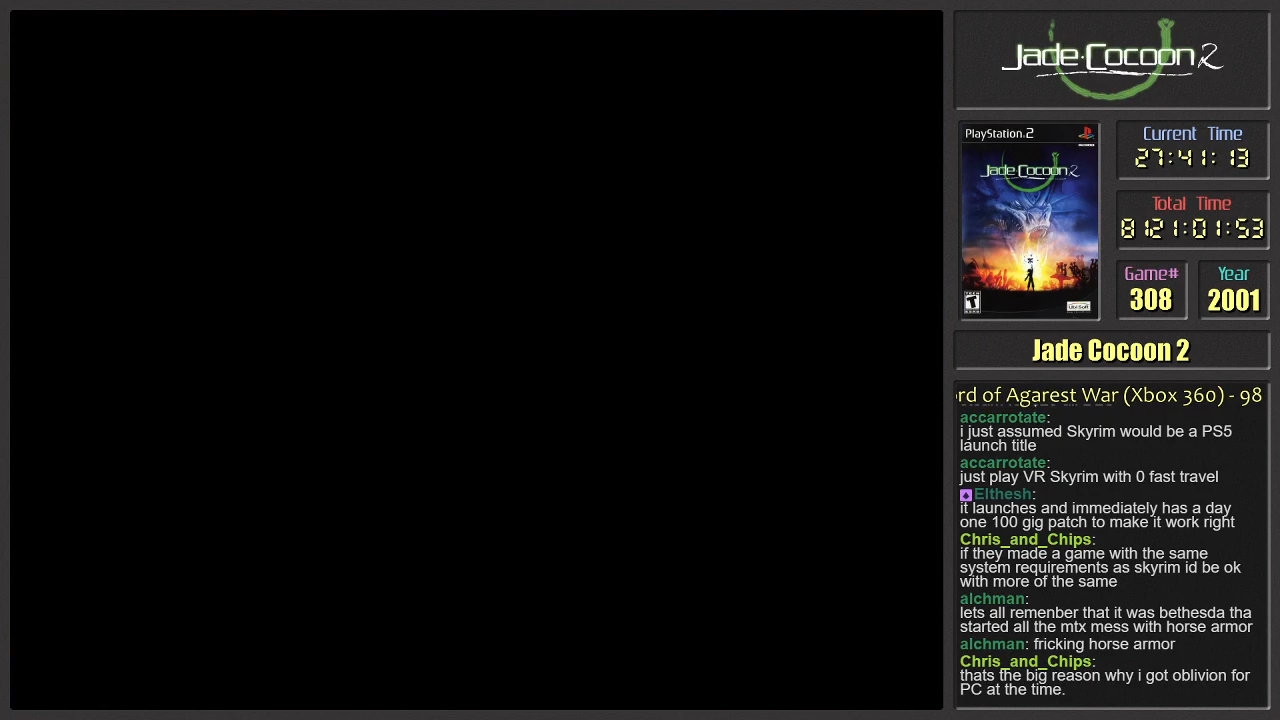 Jade Cocoon 2
PlayStation.2
Jade Cocoon 2
TEEN
UBI SOFT
Current Time
27:41:13
Total Time
8121:01:53
Game#
308
Year
2001
Jade Cocoon 2
rd of Agarest War (Xbox 360) - 98
accarrotate:
i just assumed Skyrim would be a PS5
launch title
accarrotate:
just play VR Skyrim with 0 fast travel
Elthesh:
it launches and immediately has a day
one 100 gig patch to make it work right
Chris_and_Chips:
if they made a game with the same
system requirements as skyrim id be ok
with more of the same
alchman:
lets all remenber that it was bethesda tha
started all the mtx mess with horse armor
alchman: fricking horse armor
Chris_and_Chips:
thats the big reason why i got oblivion for
PC at the time.